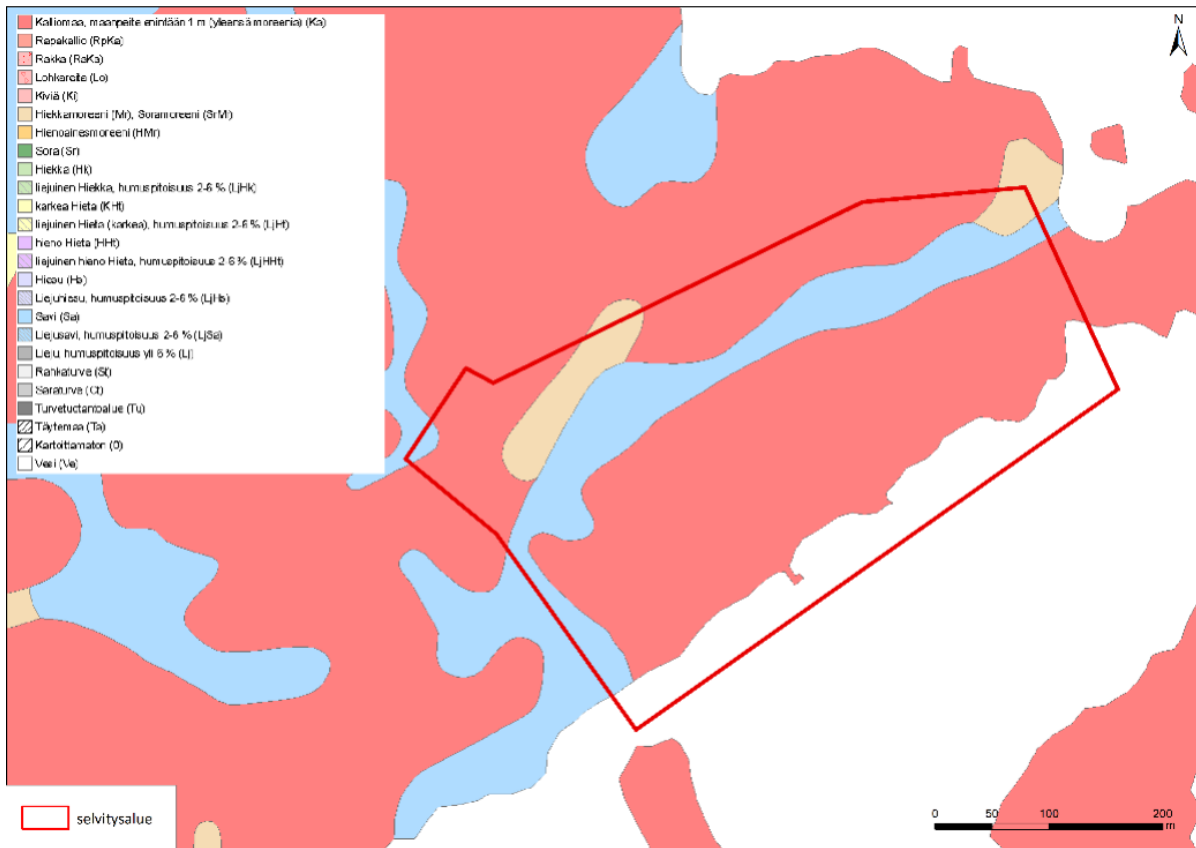 Kalliomaa, maanpeite enintään 1 m (yleensä moreenia) (Ka)
Rapakallio (RpKa)
Rakka (RaKa)
Lohkareita (Lo)
Kiviä (Ki)
Hiekkamoreeni (Mr), Soramoreeni (SrMr)
Hienoainesmoreeni (HMr)
Sora (Sr)
Hiekka (Hk)
liejuinen Hiekka, humuspitoisuus 2-6 % (LjHk)
karkea Hieta (KHt)
liejuinen Hieta (karkea), humuspitoisuus 2-6 % (LjHt)
hieno Hieta (HHt)
liejuinen hieno Hieta, humuspitoisuus 2-6 % (LjHHt)
Hiesu (Hs)
Liejuhiesu, humuspitoisuus 2-6 % (LjHs)
Savi (Sa)
Liejusavi, humuspitoisuus 2-6 % (LjSa)
Lieju, humuspitoisuus yli 6 % (Lj)
Rahkaturve (St)
Saraturve (Ct)
Turvetuotantoalue (Tu)
Täytemaa (Ta)
Kartoittamaton (0)
Vesi (Ve)
N
selvitysalue
0 50 100 200
m